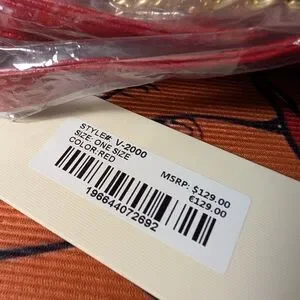 STYLE#: V-2000
SIZE: ONE SIZE
COLOR:RED
MSRP: $129.00
€129.00
196644072692